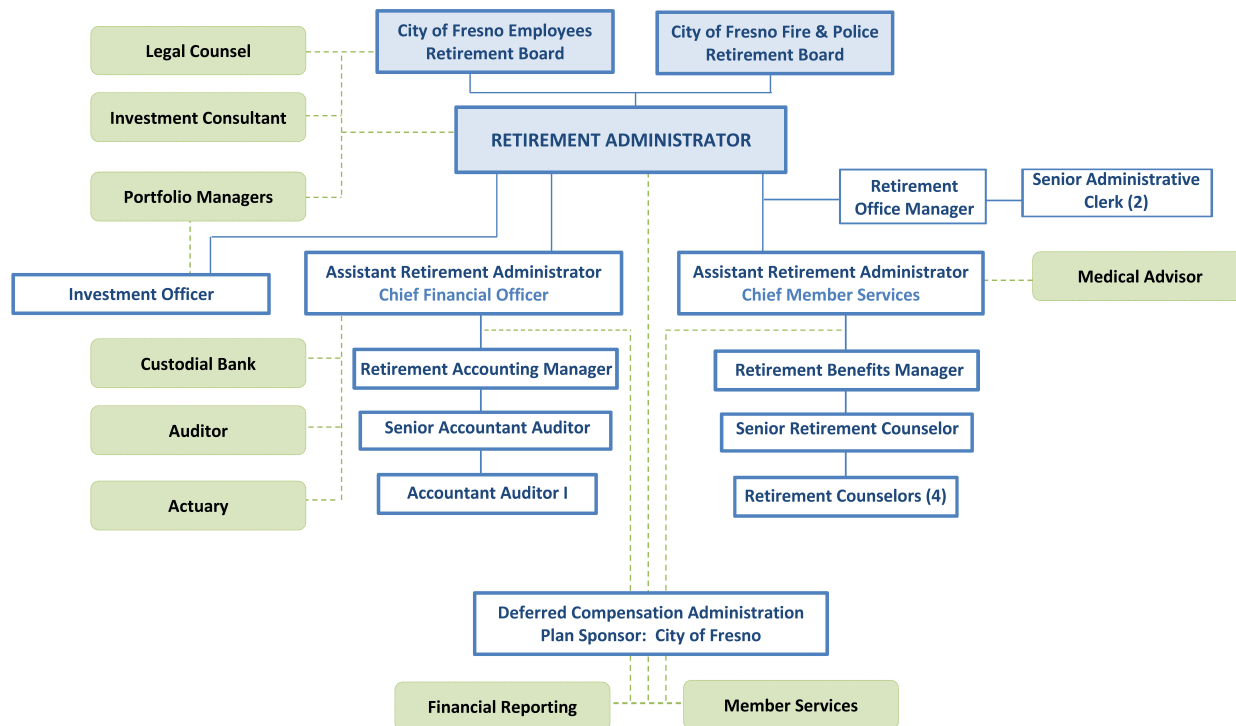 City of Fresno Employees
Retirement Board
City of Fresno Fire & Police
Retirement Board
Legal Counsel
Investment Consultant
RETIREMENT ADMINISTRATOR
Portfolio Managers
Retirement
Office Manager
Senior Administrative
Clerk (2)
Investment Officer
Assistant Retirement Administrator
Chief Financial Officer
Assistant Retirement Administrator
Chief Member Services
Medical Advisor
Custodial Bank
Retirement Accounting Manager
Retirement Benefits Manager
Auditor
Senior Accountant Auditor
Senior Retirement Counselor
Actuary
Accountant Auditor I
Retirement Counselors (4)
Deferred Compensation Administration
Plan Sponsor:  City of Fresno
Financial Reporting
Member Services